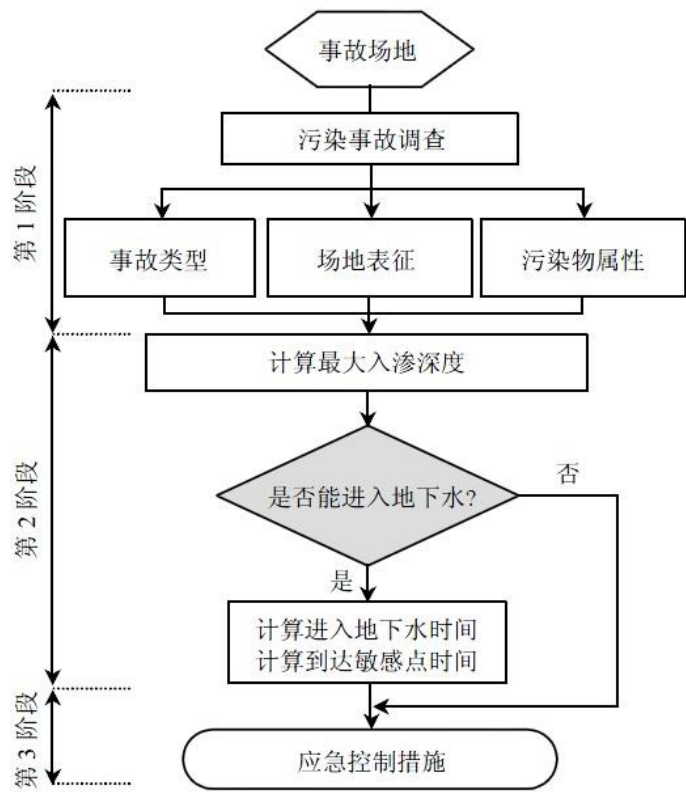 事故场地
污染事故调查
第 1 阶段
事故类型
场地表征
污染物属性
计算最大入渗深度
第 2 阶段
是否能进入地下水?
否
是
计算进入地下水时间
计算到达敏感点时间
第 3 阶段
应急控制措施